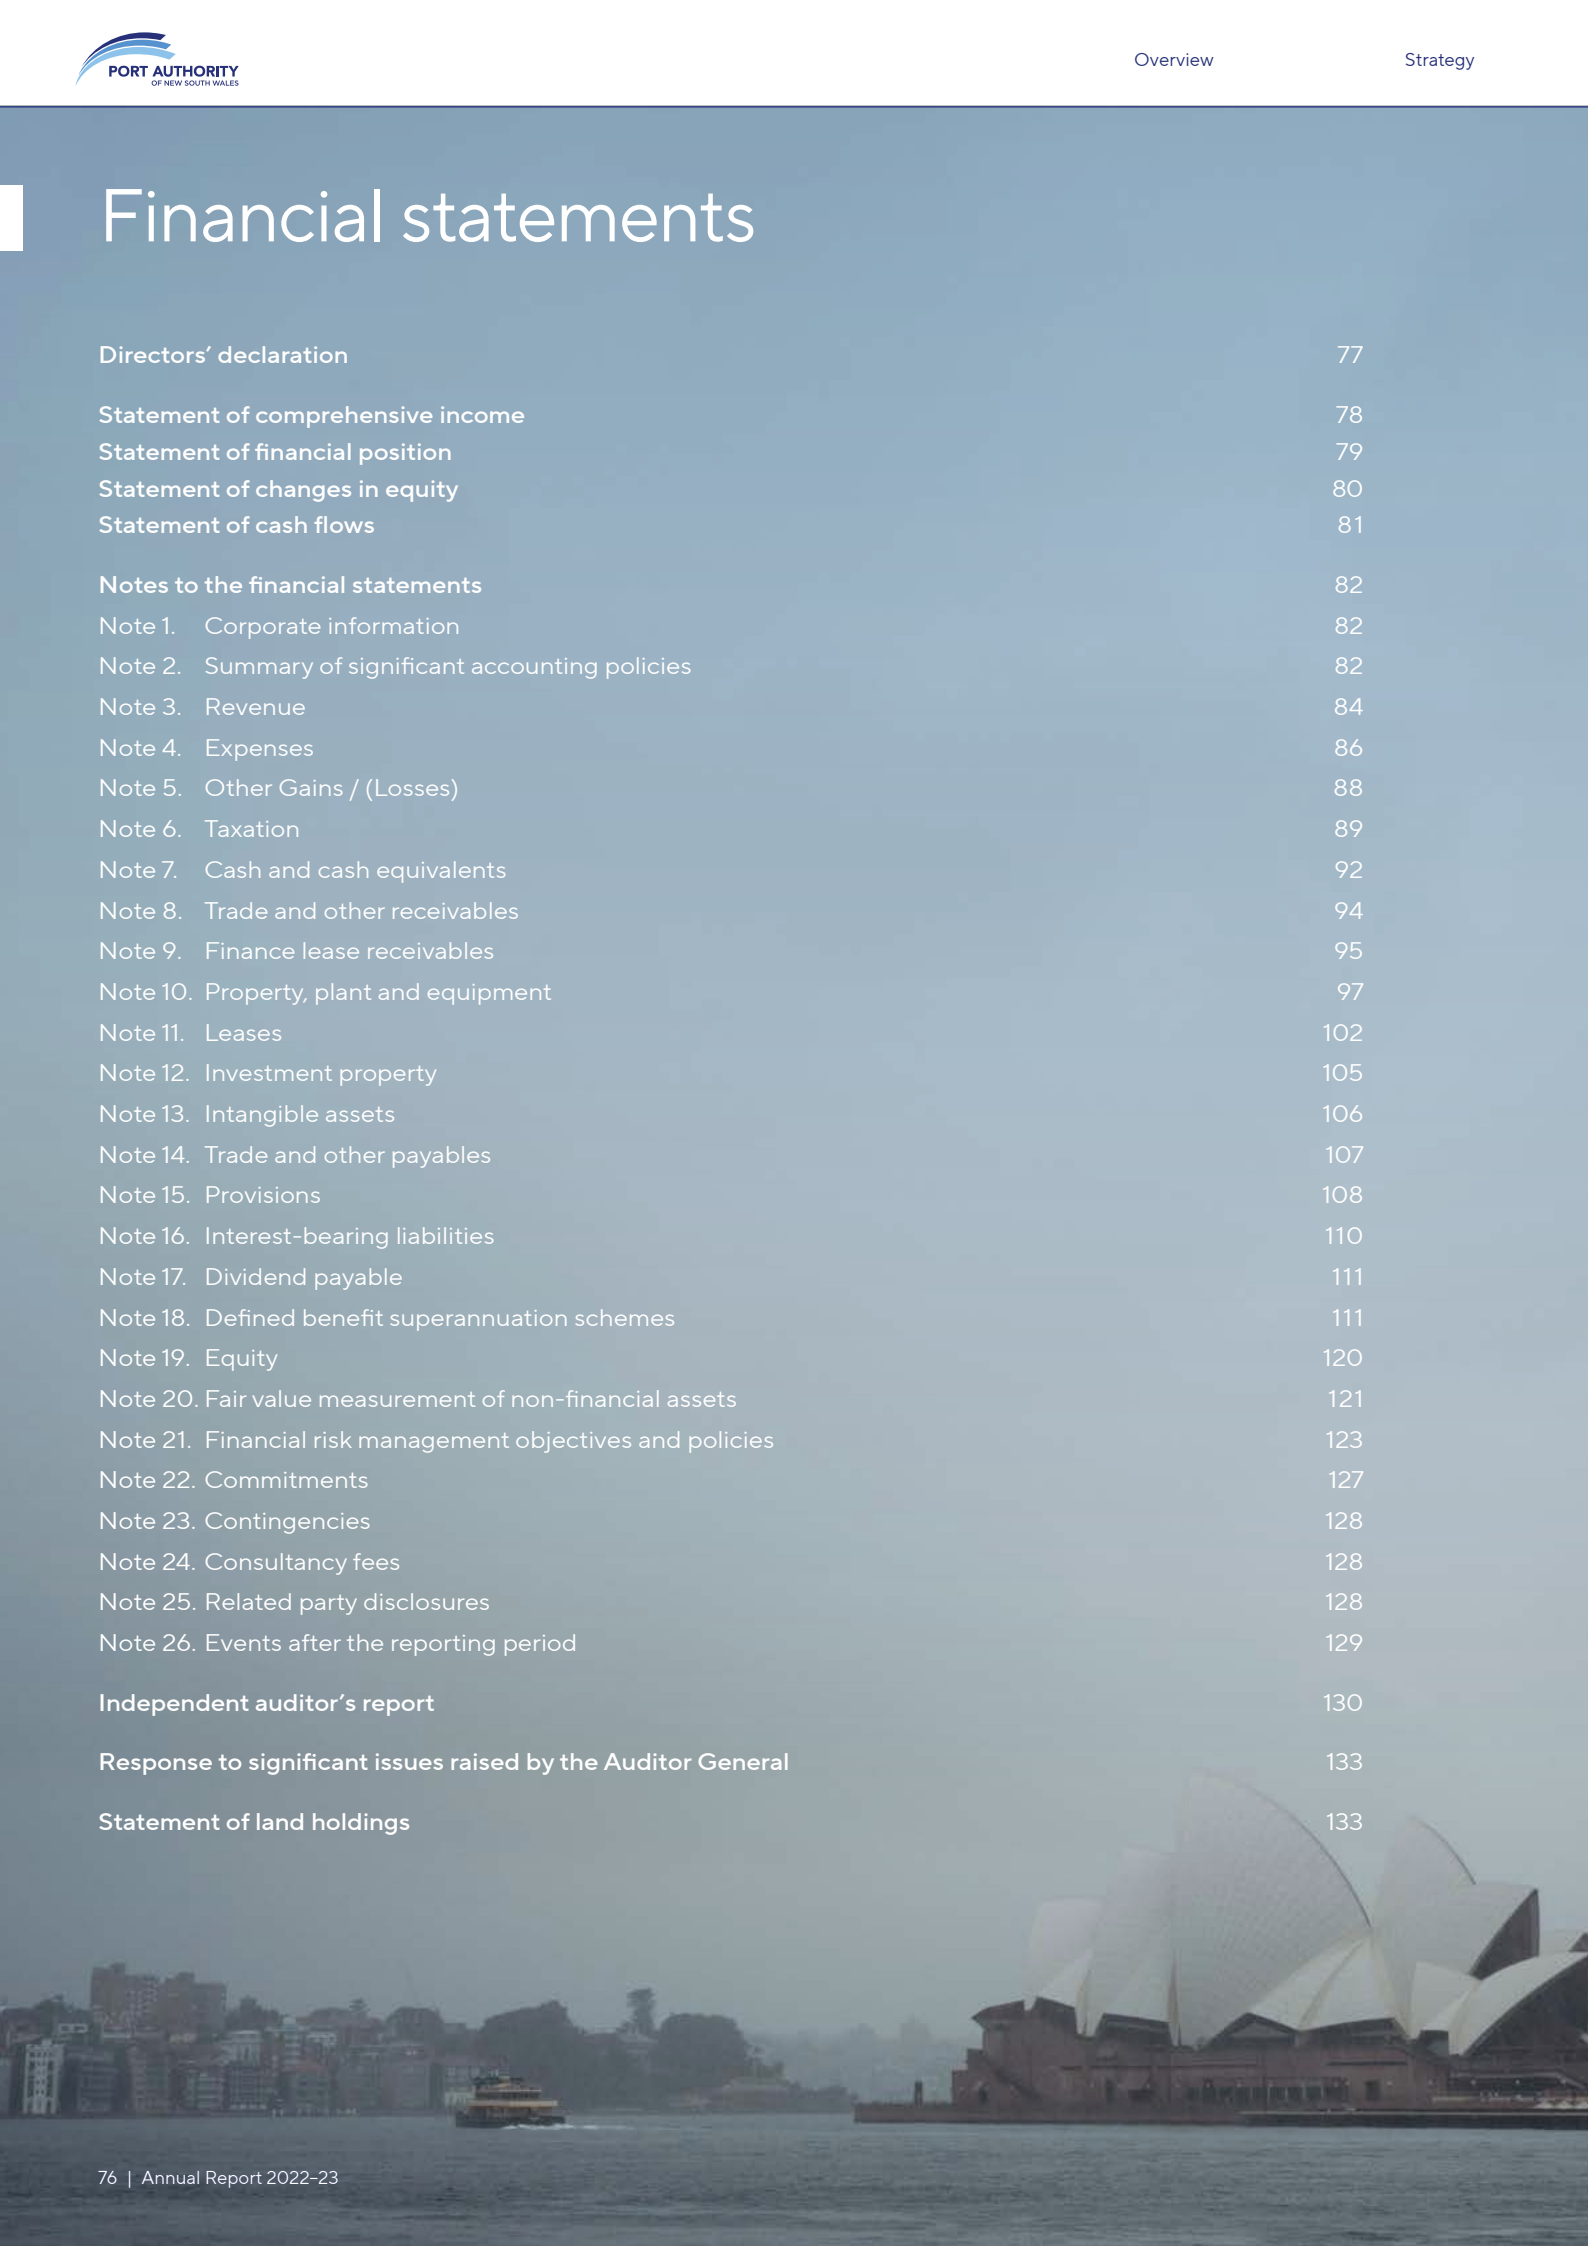 PORT AUTHORITY
OF NEW SOUTH WALES
Overview Strategy
Financial statements
Directors’ declaration 77
Statement of comprehensive income 78
Statement of financial position 79
Statement of changes in equity 80
Statement of cash flows 81
Notes to the financial statements 82
Note 1. Corporate information 82
Note 2. Summary of significant accounting policies 82
Note 3. Revenue 84
Note 4. Expenses 86
Note 5. Other Gains / (Losses) 88
Note 6. Taxation 89
Note 7. Cash and cash equivalents 92
Note 8. Trade and other receivables 94
Note 9. Finance lease receivables 95
Note 10. Property, plant and equipment 97
Note 11. Leases 102
Note 12. Investment property 105
Note 13. Intangible assets 106
Note 14. Trade and other payables 107
Note 15. Provisions 108
Note 16. Interest-bearing liabilities 110
Note 17. Dividend payable 111
Note 18. Defined benefit superannuation schemes 111
Note 19. Equity 120
Note 20. Fair value measurement of non-financial assets 121
Note 21. Financial risk management objectives and policies 123
Note 22. Commitments 127
Note 23. Contingencies 128
Note 24. Consultancy fees 128
Note 25. Related party disclosures 128
Note 26. Events after the reporting period 129
Independent auditor’s report 130
Response to significant issues raised by the Auditor General 133
Statement of land holdings 133
76 | Annual Report 2022–23